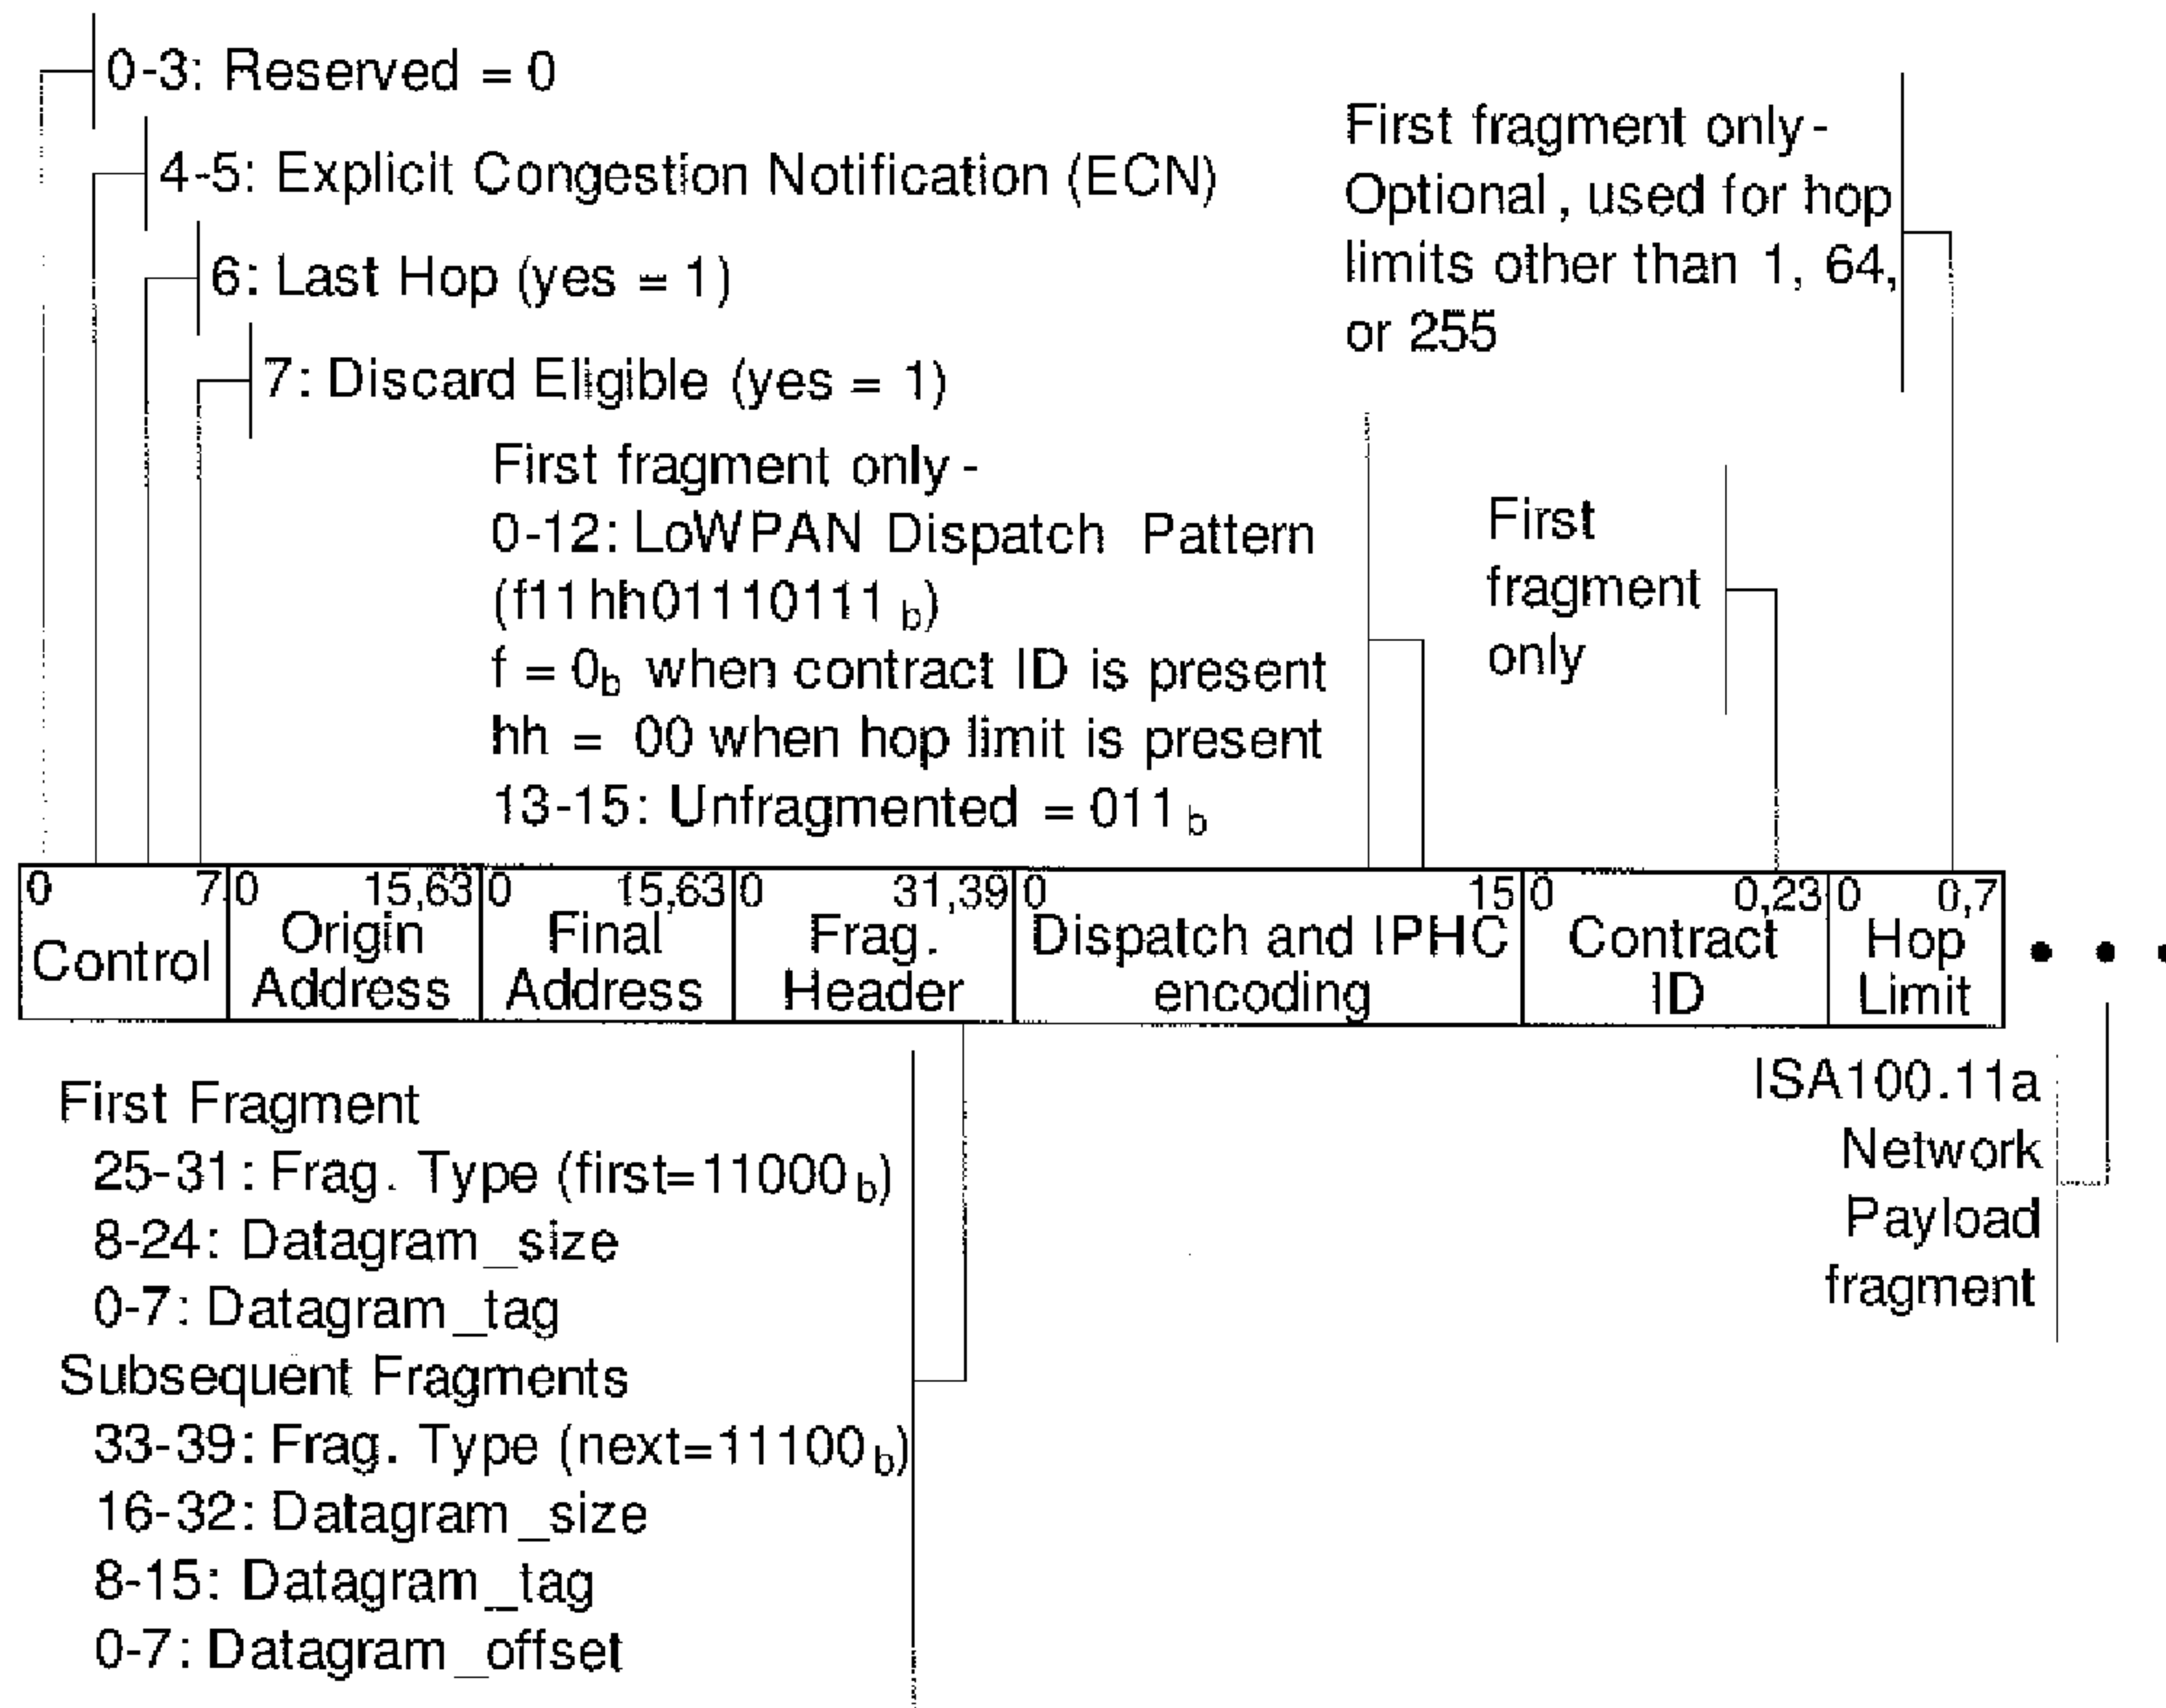 0-3: Reserved = 0
4-5: Explicit Congestion Notification (ECN)
6: Last Hop (yes = 1)
7: Discard Eligible (yes = 1)
First fragment only -
Optional, used for hop
limits other than 1, 64,
or 255
First fragment only -
0-12: LoWPAN Dispatch Pattern
(f11hh01110111 b)
f = 0b when contract ID is present
hh = 00 when hop limit is present
13-15: Unfragmented = 011 b
First
fragment
only
0 7 0 15,63 0 15,63 0 31,39 0 15 0 0,23 0 0,7
Control
Origin
Address
Final
Address
Frag.
Header
Dispatch and IPHC
encoding
Contract
ID
Hop
Limit
• • •
First Fragment
25-31: Frag. Type (first=11000 b)
8-24: Datagram_size
0-7: Datagram_tag
Subsequent Fragments
33-39: Frag. Type (next=11100 b)
16-32: Datagram_size
8-15: Datagram_tag
0-7: Datagram_offset
ISA100.11a
Network
Payload
fragment